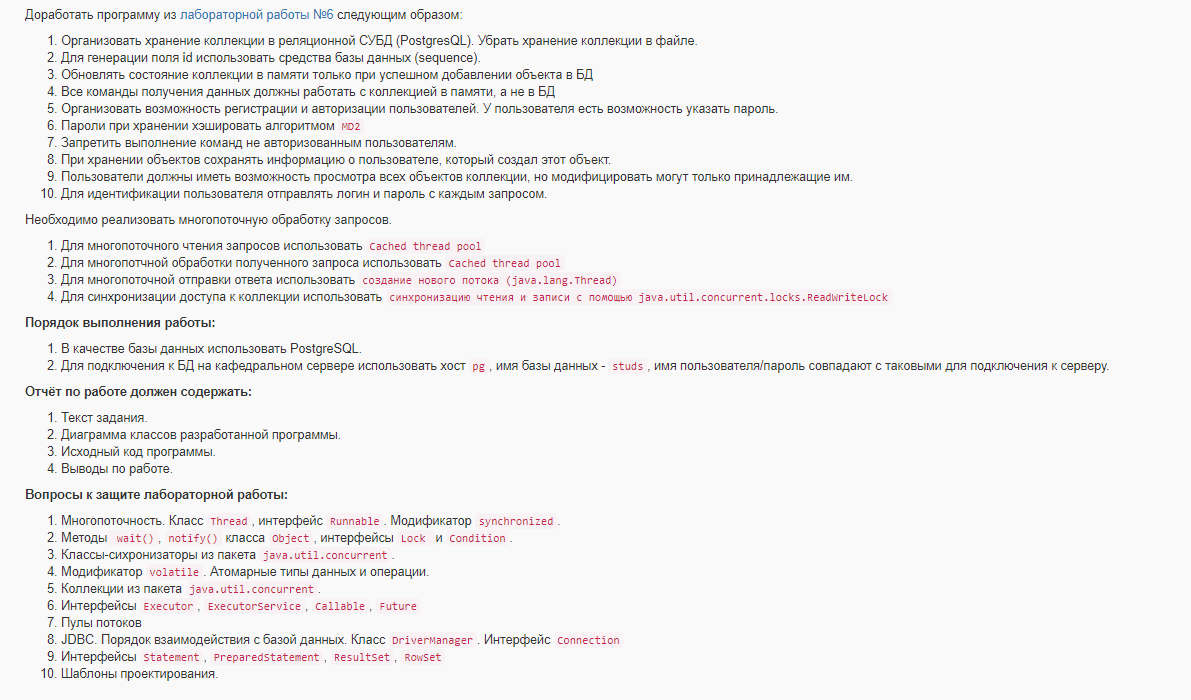 Доработать программу из лабораторной работы №6 следующим образом:
1. Организовать хранение коллекции в реляционной СУБД (PostgresQL). Убрать хранение коллекции в файле.
2. Для генерации поля id использовать средства базы данных (sequence).
3. Обновлять состояние коллекции в памяти только при успешном добавлении объекта в БД
4. Все команды получения данных должны работать с коллекцией в памяти, а не в БД
5. Организовать возможность регистрации и авторизации пользователей. У пользователя есть возможность указать пароль.
6. Пароли при хранении хэшировать алгоритмом MD2
7. Запретить выполнение команд не авторизованным пользователям.
8. При хранении объектов сохранять информацию о пользователе, который создал этот объект.
9. Пользователи должны иметь возможность просмотра всех объектов коллекции, но модифицировать могут только принадлежащие им.
10. Для идентификации пользователя отправлять логин и пароль с каждым запросом.
Необходимо реализовать многопоточную обработку запросов.
1. Для многопоточного чтения запросов использовать Cached thread pool
2. Для многопотчной обработки полученного запроса использовать Cached thread pool
3. Для многопоточной отправки ответа использовать создание нового потока (java.lang.Thread)
4. Для синхронизации доступа к коллекции использовать синхронизацию чтения и записи с помощью java.util.concurrent.locks.ReadWriteLock
Порядок выполнения работы:
1. В качестве базы данных использовать PostgreSQL.
2. Для подключения к БД на кафедральном сервере использовать хост pg, имя базы данных - studs, имя пользователя/пароль совпадают с таковыми для подключения к серверу.
Отчёт по работе должен содержать:
1. Текст задания.
2. Диаграмма классов разработанной программы.
3. Исходный код программы.
4. Выводы по работе.
Вопросы к защите лабораторной работы:
1. Многопоточность. Класс Thread, интерфейс Runnable. Модификатор synchronized.
2. Методы wait(), notify() класса Object, интерфейсы Lock и Condition.
3. Классы-сихронизаторы из пакета java.util.concurrent.
4. Модификатор volatile. Атомарные типы данных и операции.
5. Коллекции из пакета java.util.concurrent.
6. Интерфейсы Executor, ExecutorService, Callable, Future
7. Пулы потоков
8. JDBC. Порядок взаимодействия с базой данных. Класс DriverManager. Интерфейс Connection
9. Интерфейсы Statement, PreparedStatement, ResultSet, RowSet
10. Шаблоны проектирования.